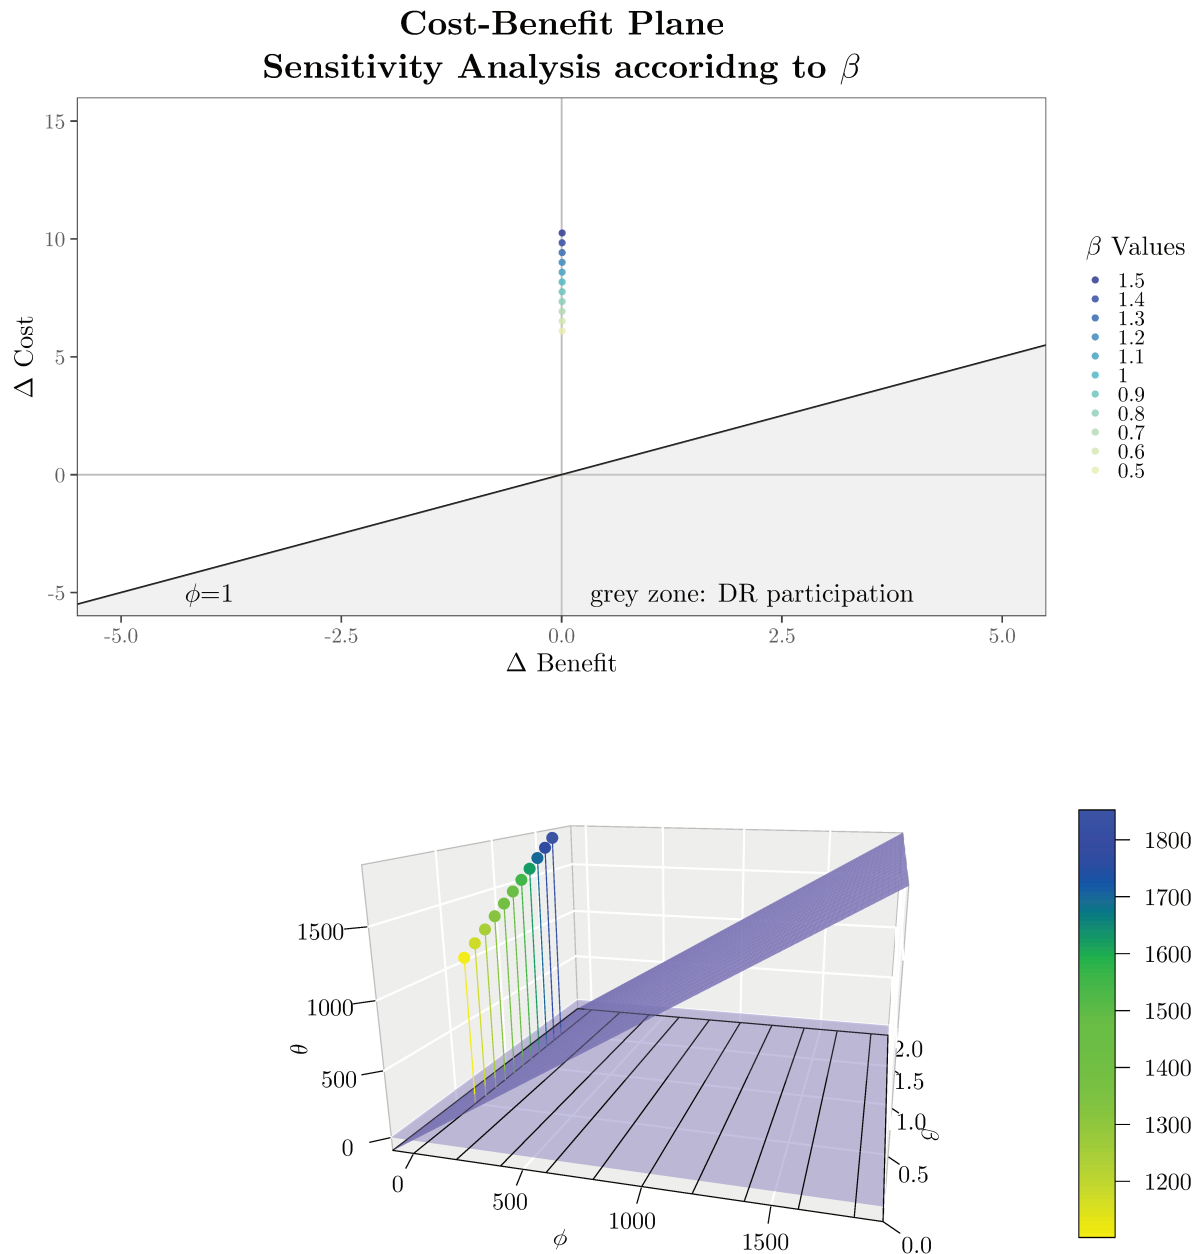 Cost-Benefit Plane
Sensitivity Analysis accoridng to β
15
10
5
0
-5
Δ Cost
ϕ=1
grey zone: DR participation
-5.0 -2.5 0.0 2.5 5.0
Δ Benefit
β Values
1.5
1.4
1.3
1.2
1.1
1
0.9
0.8
0.7
0.6
0.5
1500
1000
500
0
θ
0 500 1000 1500
ϕ
2.0
1.5
1.0
0.5
0.0
β
1800
1700
1600
1500
1400
1300
1200